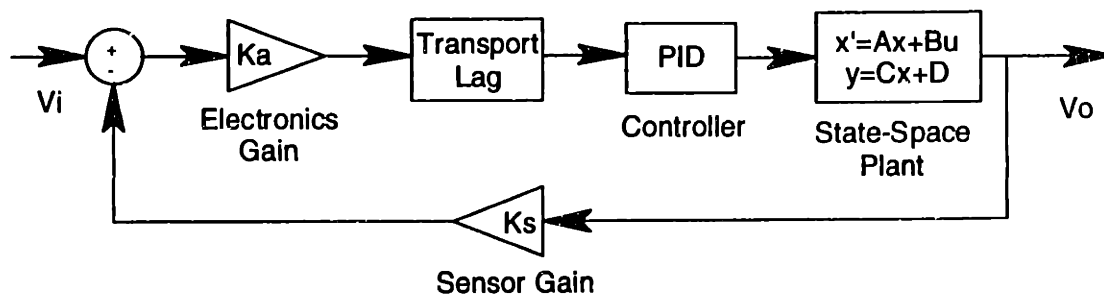 +
-
Vi
Ka
Electronics
Gain
Transport
Lag
PID
Controller
x'=Ax+Bu
y=Cx+D
State-Space
Plant
Vo
Ks
Sensor Gain